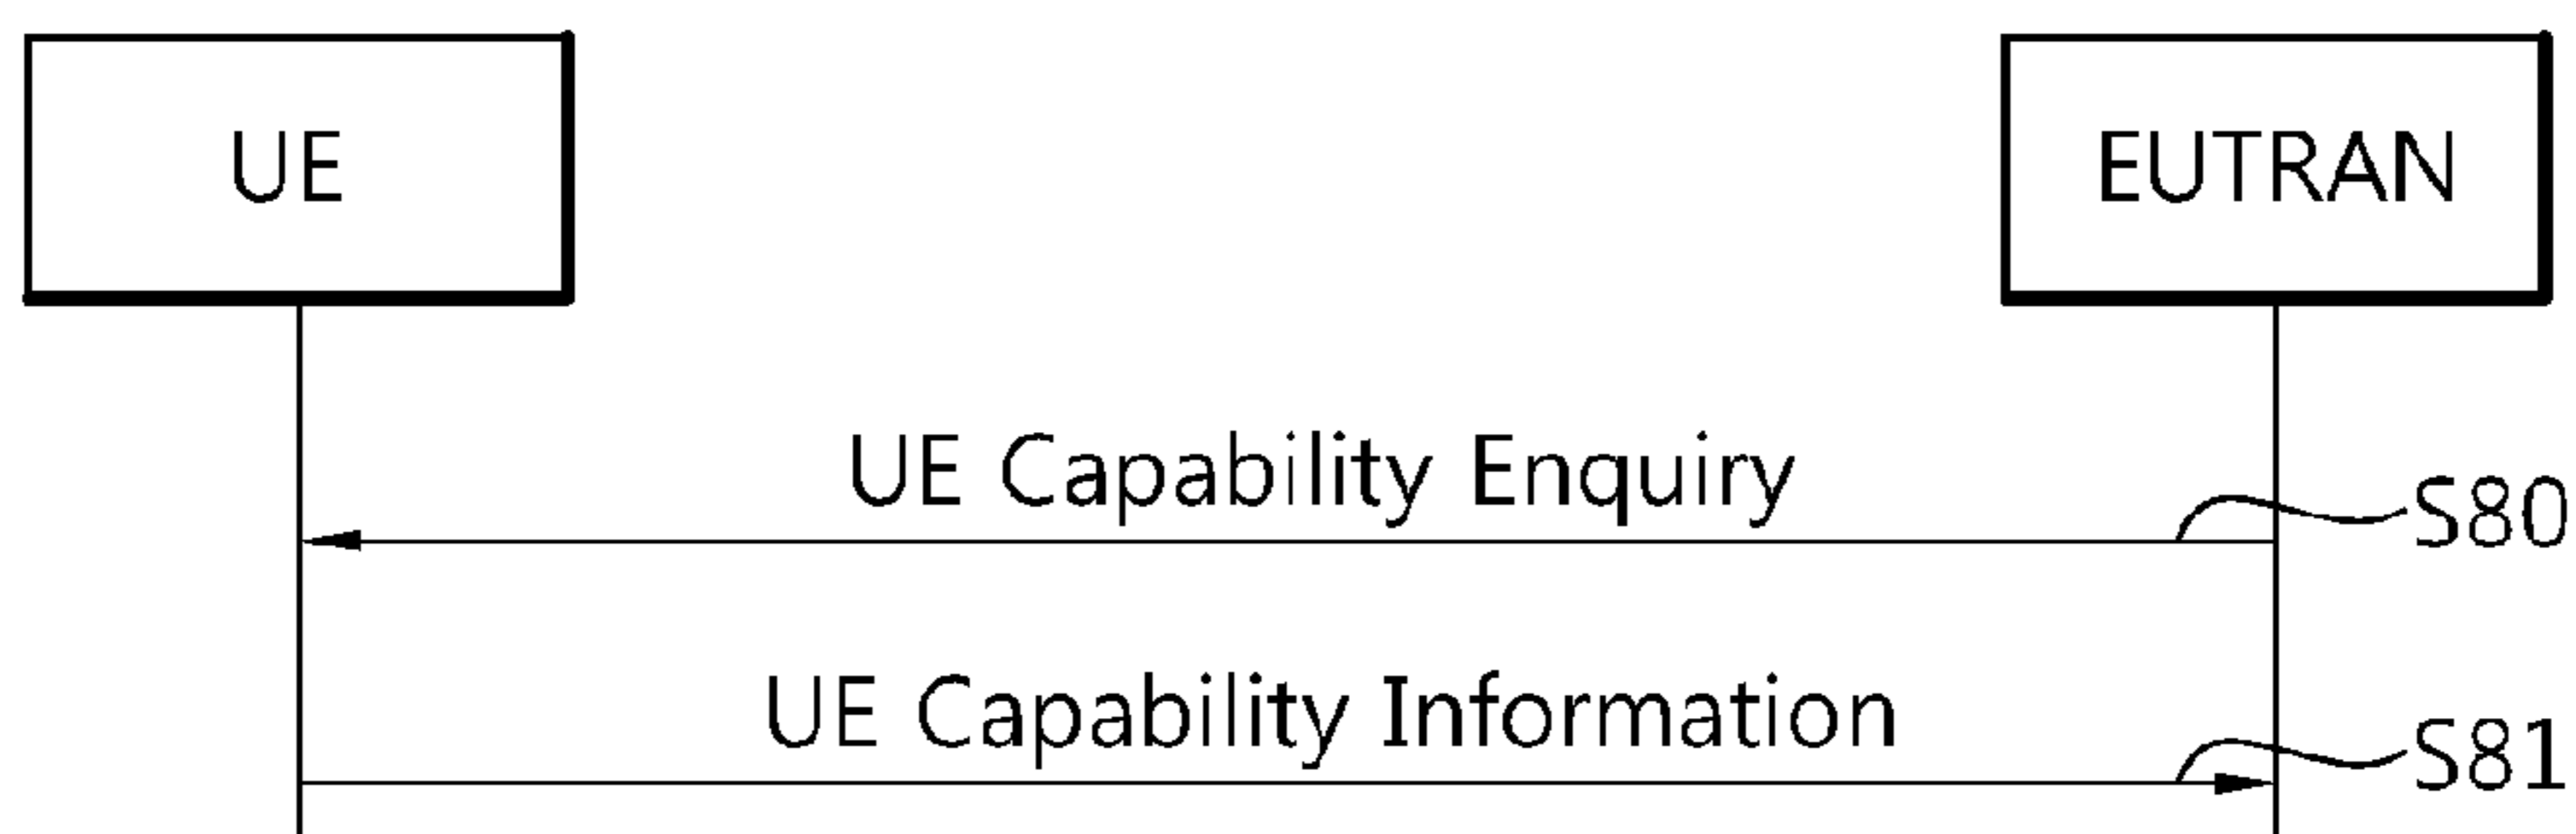 UE
EUTRAN
UE Capability Enquiry
S80
UE Capability Information
S81